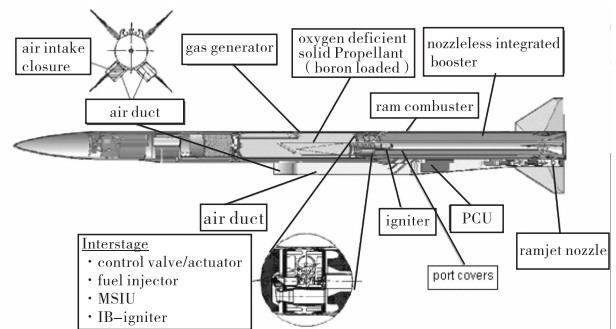 air intake
closure
gas generator
oxygen deficient
solid Propellant
( boron loaded )
nozzleless integrated
booster
air duct
ram combuster
air duct
igniter
PCU
ramjet nozzle
port covers
Interstage
· control valve/actuator
· fuel injector
· MSIU
· IB-igniter